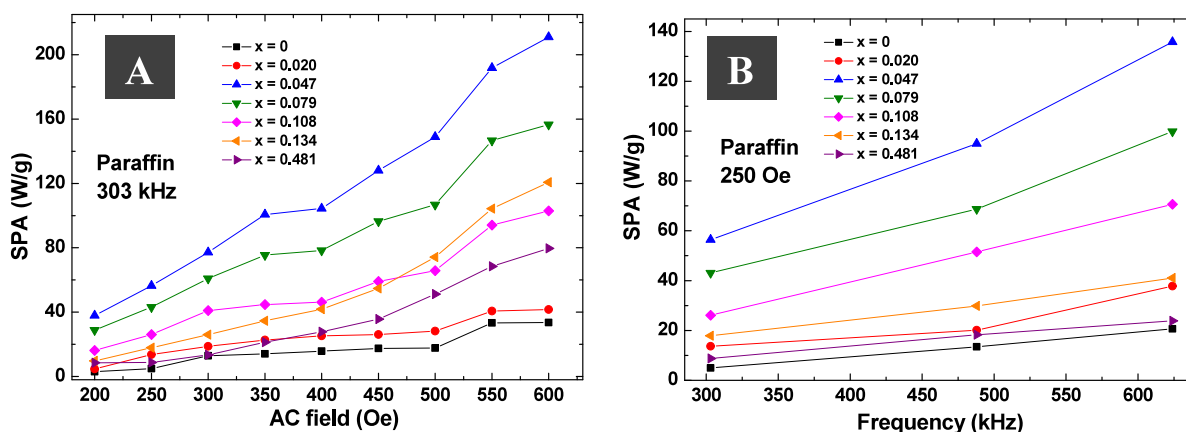 A
x = 0
x = 0.020
x = 0.047
x = 0.079
x = 0.108
x = 0.134
x = 0.481
Paraffin
303 kHz
SPA (W/g)
200
160
120
80
40
0
200 250 300 350 400 450 500 550 600
AC field (Oe)
B
x = 0
x = 0.020
x = 0.047
x = 0.079
x = 0.108
x = 0.134
x = 0.481
Paraffin
250 Oe
SPA (W/g)
140
120
100
80
60
40
20
0
300 350 400 450 500 550 600
Frequency (kHz)